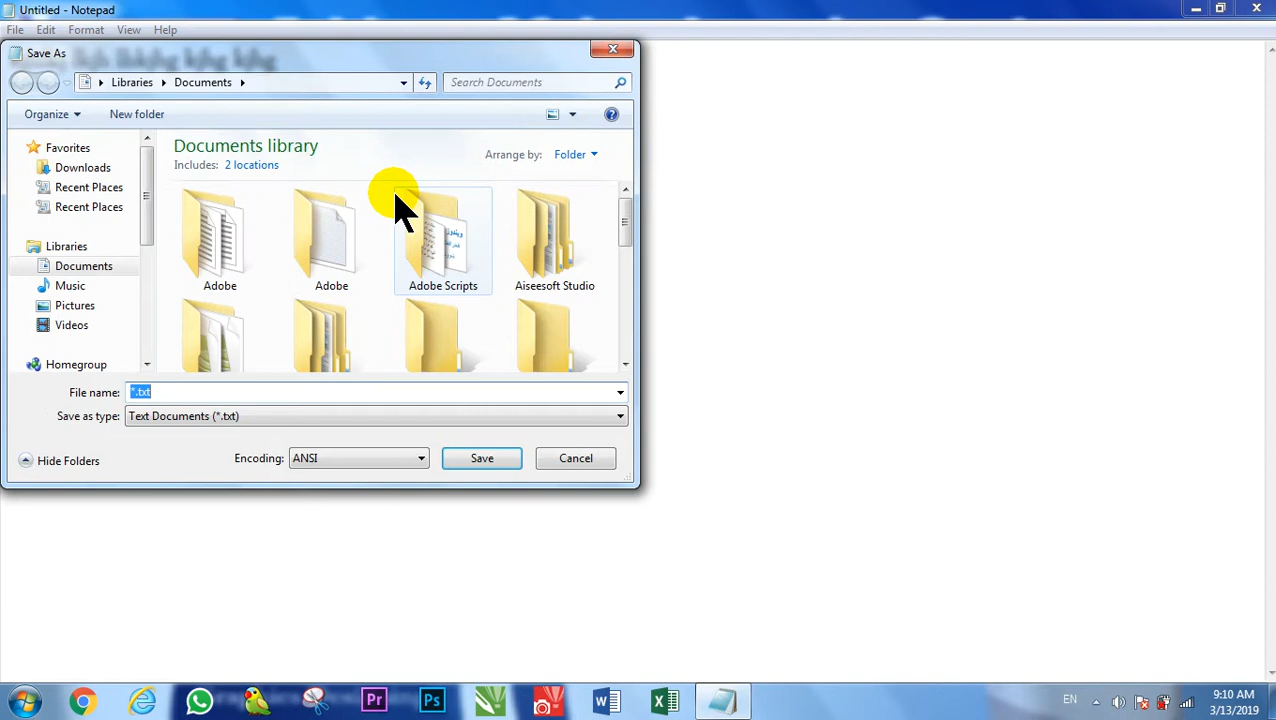 Untitled - Notepad
File Edit Format View Help
Save As
Libraries Documents
Search Documents
Organize New folder
Favorites
Downloads
Recent Places
Recent Places
Libraries
Documents
Music
Pictures
Videos
Homegroup
Documents library
Includes: 2 locations
Arrange by: Folder
Adobe
Adobe
Adobe Scripts
Aiseesoft Studio
File name: *.txt
Save as type: Text Documents (*.txt)
Hide Folders
Encoding: ANSI
Save
Cancel
Pr
Ps
EN
9:10 AM
3/13/2019